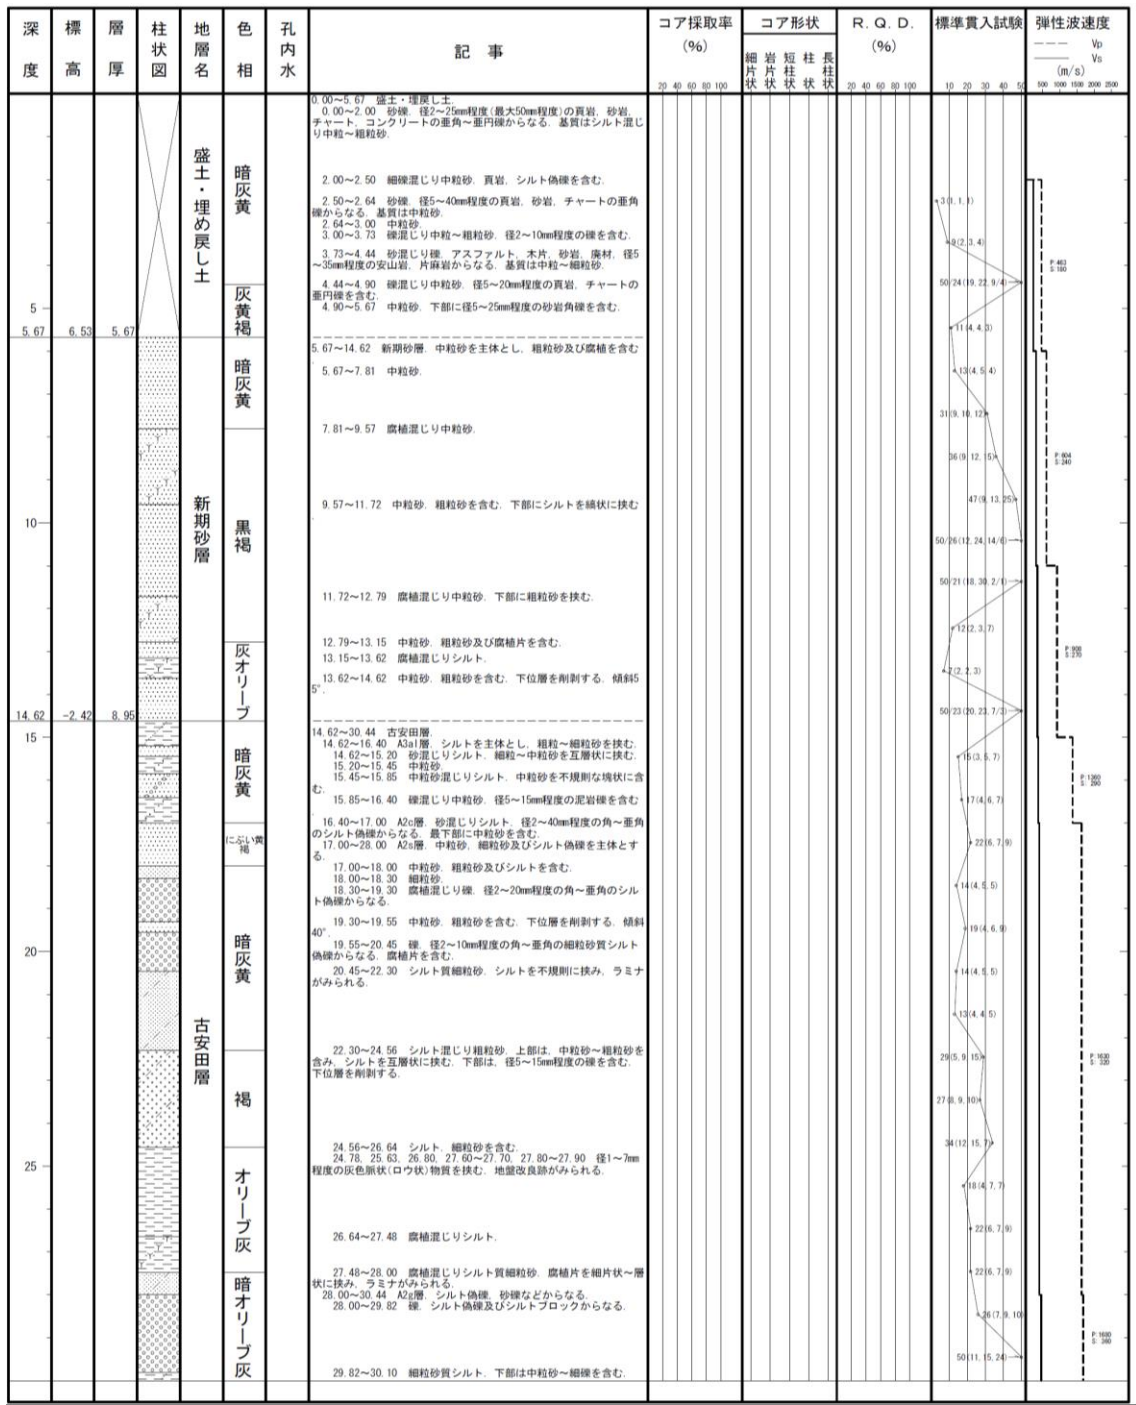 深度
標高
層厚
柱状図
地層名
色相
孔内水
記 事
コア採取率
(%)
20 40 60 80 100
コア形状
細片状
岩片状
短柱状
柱状
長柱状
R. Q. D.
(%)
20 40 60 80 100
標準貫入試験
10 20 30 40 50
弾性波速度
Vp
Vs
(m/s)
500 1000 1500 2000 2500
盛土・埋め戻し土
暗灰黄
灰黄褐
5
5.67 6.53 5.67
0.00～5.67 盛土・埋戻し土.
0.00～2.00 砂礫. 径2～25mm程度(最大50mm程度)の頁岩, 砂岩,
チャート, コンクリートの亜角～亜円礫からなる. 基質はシルト混じ
り中粒～粗粒砂.
2.00～2.50 細礫混じり中粒砂. 頁岩, シルト偽礫を含む.
2.50～2.64 砂礫. 径5～40mm程度の頁岩, 砂岩, チャートの亜角
礫からなる. 基質は中粒砂.
2.64～3.00 中粒砂.
3.00～3.73 礫混じり中粒～粗粒砂. 径2～10mm程度の礫を含む.
3.73～4.44 砂混じり礫. アスファルト, 木片, 砂岩, 廃材, 径5
～35mm程度の安山岩, 片麻岩からなる. 基質は中粒～細粒砂.
4.44～4.90 礫混じり中粒砂. 径5～20mm程度の頁岩, チャートの
亜円礫を含む.
4.90～5.67 中粒砂. 下部に径5～25mm程度の砂岩角礫を含む.
3(1, 1, 1)
9(2, 3, 4)
50/24(19, 22, 9/4)
11(4, 4, 3)
P:463
S:180
新期砂層
暗灰黄
黒褐
灰オリーブ
10
14.62 -2.42 8.95
5.67～14.62 新期砂層. 中粒砂を主体とし, 粗粒砂及び腐植を含む
.
5.67～7.81 中粒砂.
7.81～9.57 腐植混じり中粒砂.
9.57～11.72 中粒砂. 粗粒砂を含む. 下部にシルトを縞状に挟む
.
11.72～12.79 腐植混じり中粒砂. 下部に粗粒砂を挟む.
12.79～13.15 中粒砂. 粗粒砂及び腐植片を含む.
13.15～13.62 腐植混じりシルト.
13.62～14.62 中粒砂. 粗粒砂を含む. 下位層を削剥する. 傾斜5
5°.
13(4, 5, 4)
31(9, 10, 12)
36(9, 12, 15)
47(9, 13, 25)
50/26(12, 24, 14/6)
50/21(18, 30, 2/1)
12(2, 3, 7)
7(2, 2, 3)
50/23(20, 23, 7/3)
P:604
S:240
S:270
古安田層
15
20
25
暗灰黄
にぶい黄褐
暗灰黄
褐
オリーブ灰
暗オリーブ灰
14.62～30.44 古安田層.
14.62～16.40 A3al層. シルトを主体とし, 粗粒～細粒砂を挟む.
14.62～15.20 砂混じりシルト. 細粒～中粒砂を互層状に挟む.
15.20～15.45 中粒砂.
15.45～15.85 中粒砂混じりシルト. 中粒砂を不規則な塊状に含
む.
15.85～16.40 礫混じり中粒砂. 径5～15mm程度の泥岩礫を含む
.
16.40～17.00 A2c層. 砂混じりシルト. 径2～40mm程度の角～亜角
のシルト偽礫からなる. 最下部に中粒砂を含む.
17.00～28.00 A2s層. 中粒砂, 細粒砂及びシルト偽礫を主体とす
る.
17.00～18.00 中粒砂. 粗粒砂及びシルトを含む.
18.00～18.30 細粒砂.
18.30～19.30 腐植混じり礫. 径2～20mm程度の角～亜角のシル
ト偽礫からなる.
19.30～19.55 中粒砂. 粗粒砂を含む. 下位層を削剥する. 傾斜
40°.
19.55～20.45 礫. 径2～10mm程度の角～亜角の細粒砂質シルト
偽礫からなる. 腐植片を含む.
20.45～22.30 シルト質細粒砂. シルトを不規則に挟み, ラミナ
がみられる.
22.30～24.56 シルト混じり粗粒砂. 上部は, 中粒砂～粗粒砂を
含み, シルトを互層状に挟む. 下部は, 径5～15mm程度の礫を含む.
下位層を削剥する.
24.56～26.64 シルト. 細粒砂を含む.
24.78, 25.63, 26.80, 27.60～27.70, 27.80～27.90 径1～7mm
程度の灰色脈状(ロウ状)物質を挟む. 地盤改良跡がみられる.
26.64～27.48 腐植混じりシルト.
27.48～28.00 腐植混じりシルト質細粒砂. 腐植片を細片状～層
状に挟み, ラミナがみられる.
28.00～30.44 A2g層. シルト偽礫, 砂礫などからなる.
28.00～29.82 礫. シルト偽礫及びシルトブロックからなる.
29.82～30.10 細粒砂質シルト. 下部は中粒砂～細礫を含む.
15(3, 5, 7)
17(4, 6, 7)
22(6, 7, 9)
14(4, 5, 5)
19(4, 6, 9)
14(4, 5, 5)
13(4, 4, 5)
29(5, 9, 15)
27(8, 9, 10)
34(12, 15, 7)
18(4, 7, 7)
22(6, 7, 9)
22(6, 7, 9)
26(7, 9, 10)
50(11, 15, 24)
P:1360
S: 290
P:1630
S: 320
P:1680
S: 360